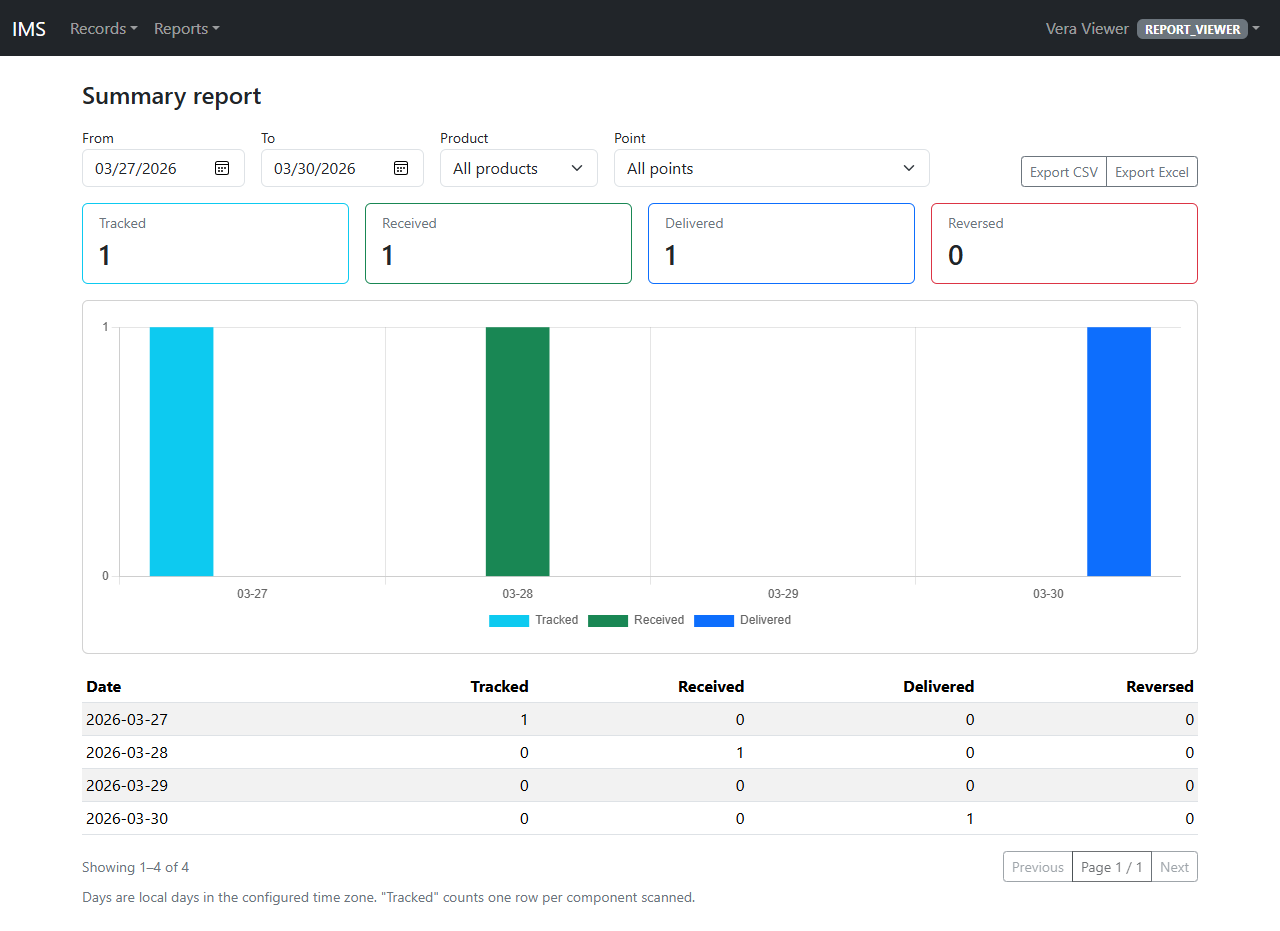 IMS Records Reports Vera Viewer REPORT_VIEWER
Summary report
From To Product Point
03/27/2026 03/30/2026 All products All points Export CSV Export Excel
Tracked Received Delivered Reversed
1 1 1 0
1
0
03-27 03-28 03-29 03-30
Tracked Received Delivered
Date Tracked Received Delivered Reversed
2026-03-27 1 0 0 0
2026-03-28 0 1 0 0
2026-03-29 0 0 0 0
2026-03-30 0 0 1 0
Showing 1–4 of 4 Previous Page 1 / 1 Next
Days are local days in the configured time zone. "Tracked" counts one row per component scanned.